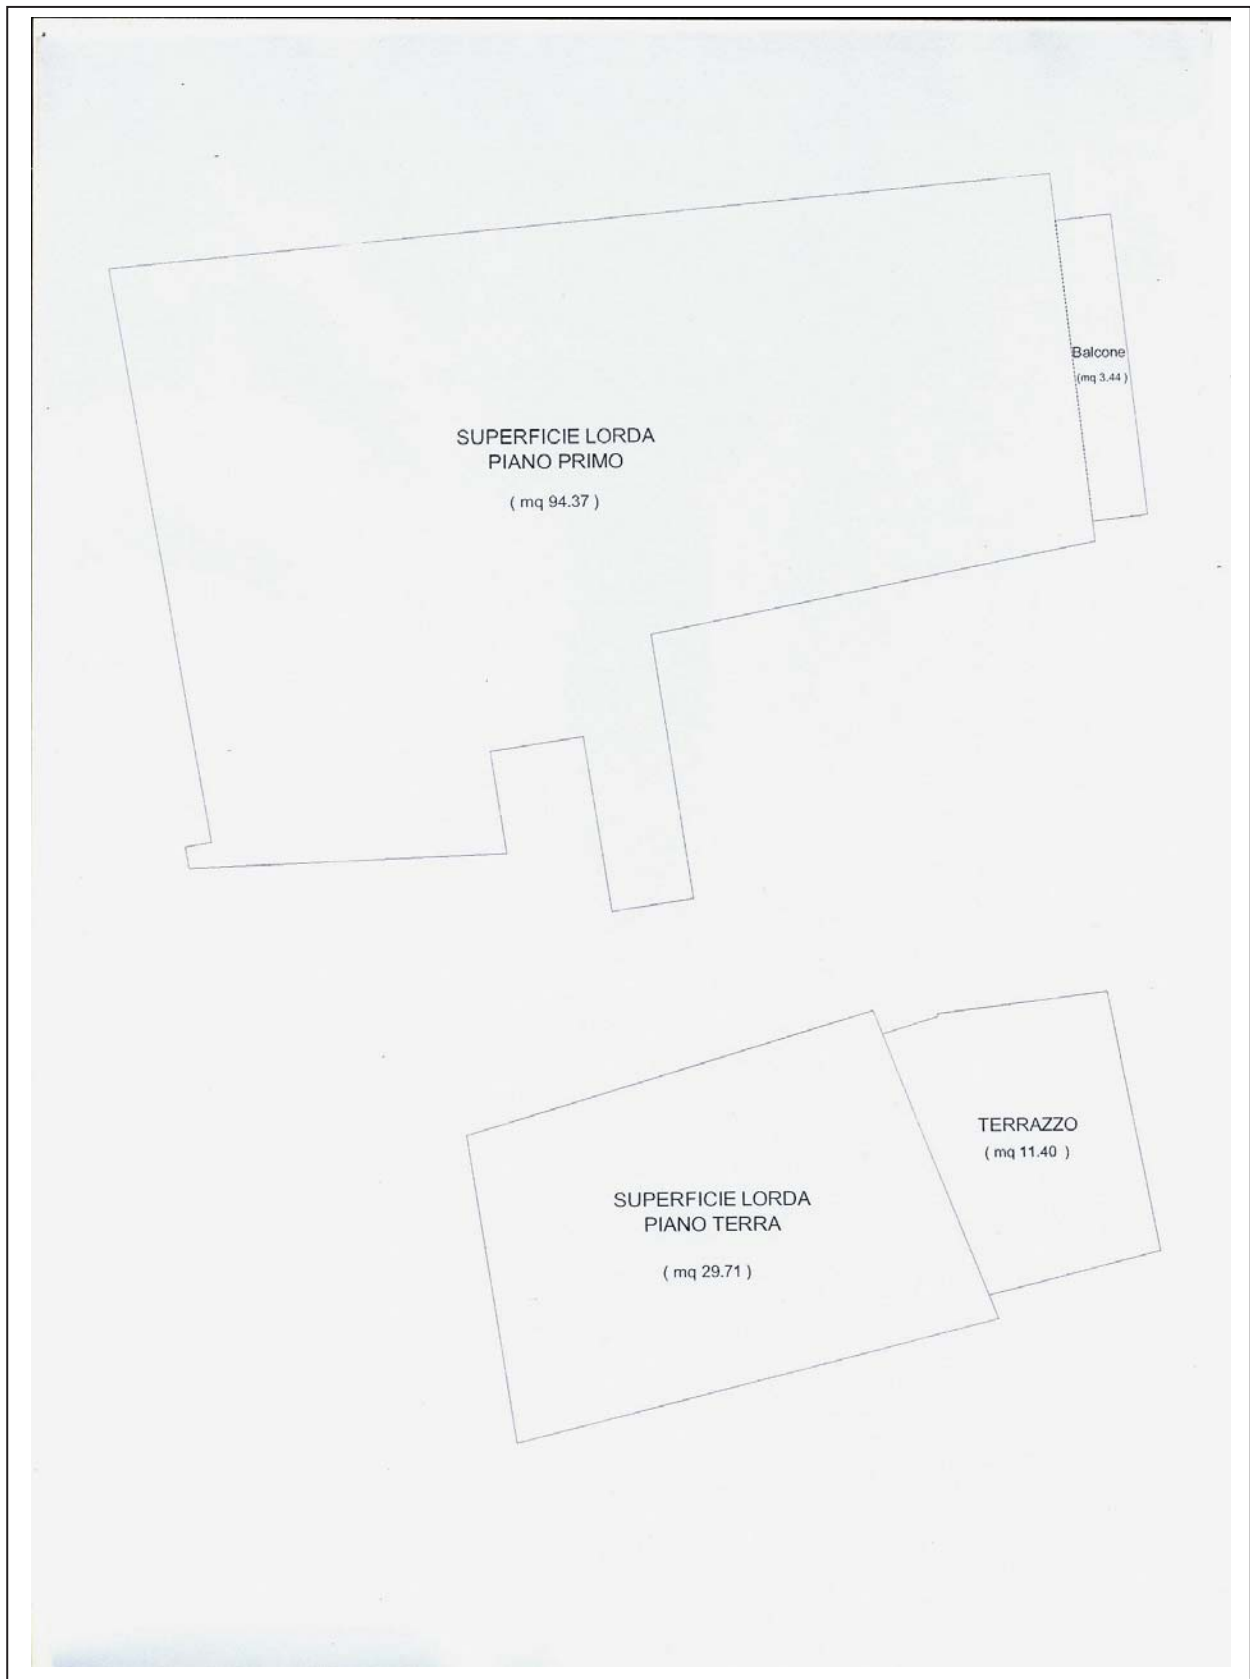 Balcone
(mq 3.44 )
SUPERFICIE LORDA
PIANO PRIMO
( mq 94.37 )
TERRAZZO
( mq 11.40 )
SUPERFICIE LORDA
PIANO TERRA
( mq 29.71 )